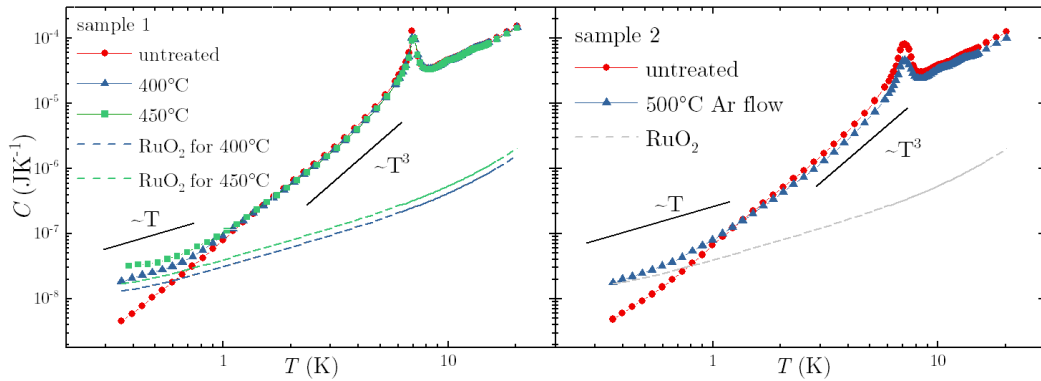 sample 1
untreated
400°C
450°C
RuO₂ for 400°C
RuO₂ for 450°C
~T
~T³
10⁻⁴
10⁻⁵
10⁻⁶
10⁻⁷
10⁻⁸
C (JK⁻¹)
1
10
T (K)
sample 2
untreated
500°C Ar flow
RuO₂
~T
~T³
1
10
T (K)